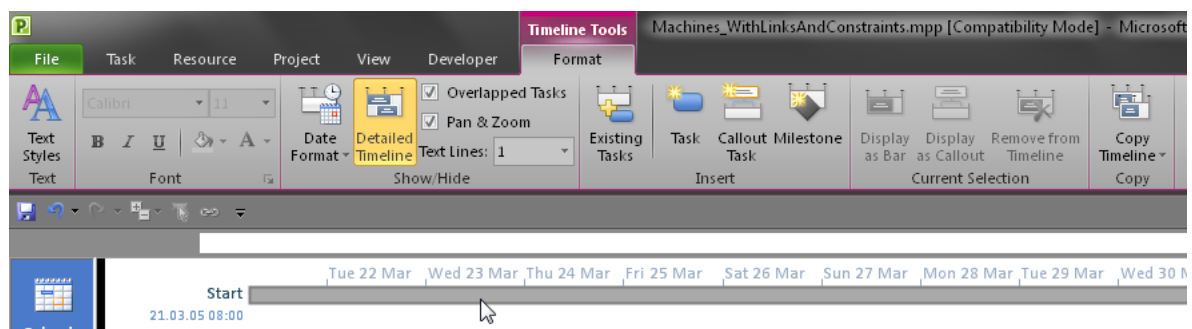 Timeline Tools
Machines_WithLinksAndConstraints.mpp [Compatibility Mode] - Microsoft
File Task Resource Project View Developer Format
Calibri 11
Overlapped Tasks
Pan & Zoom
Text Lines: 1
B I U A
Text Styles
Date Format
Detailed Timeline
Existing Tasks
Task
Callout Task
Milestone
Display as Bar
Display as Callout
Remove from Timeline
Copy Timeline
Text Font Show/Hide Insert Current Selection Copy
Tue 22 Mar Wed 23 Mar Thu 24 Mar Fri 25 Mar Sat 26 Mar Sun 27 Mar Mon 28 Mar Tue 29 Mar Wed 30
Start
21.03.05 08:00